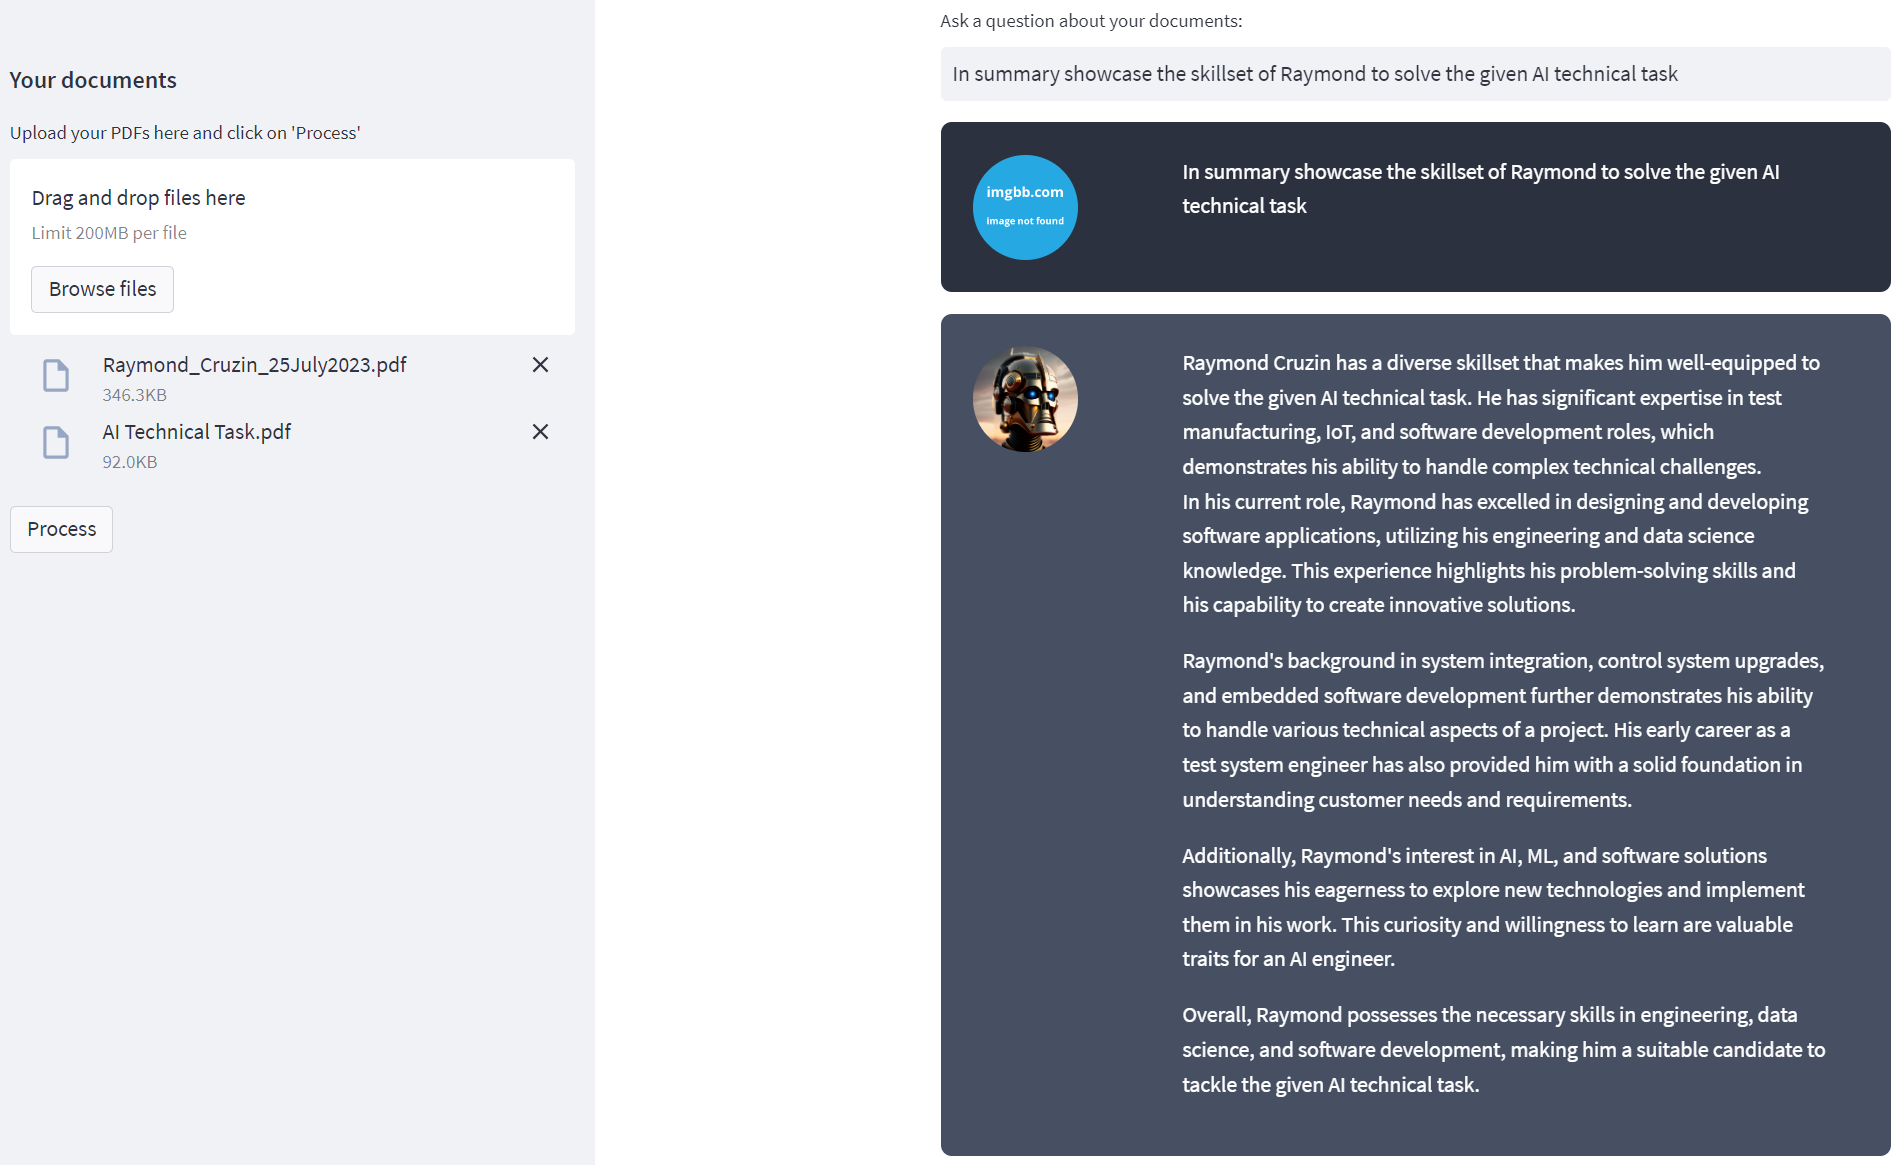 Your documents
Upload your PDFs here and click on 'Process'
Drag and drop files here
Limit 200MB per file
Browse files
Raymond_Cruzin_25July2023.pdf
346.3KB
AI Technical Task.pdf
92.0KB
Process
Ask a question about your documents:
In summary showcase the skillset of Raymond to solve the given AI technical task
imgbb.com
image not found
In summary showcase the skillset of Raymond to solve the given AI
technical task
Raymond Cruzin has a diverse skillset that makes him well-equipped to
solve the given AI technical task. He has significant expertise in test
manufacturing, IoT, and software development roles, which
demonstrates his ability to handle complex technical challenges.
In his current role, Raymond has excelled in designing and developing
software applications, utilizing his engineering and data science
knowledge. This experience highlights his problem-solving skills and
his capability to create innovative solutions.
Raymond's background in system integration, control system upgrades,
and embedded software development further demonstrates his ability
to handle various technical aspects of a project. His early career as a
test system engineer has also provided him with a solid foundation in
understanding customer needs and requirements.
Additionally, Raymond's interest in AI, ML, and software solutions
showcases his eagerness to explore new technologies and implement
them in his work. This curiosity and willingness to learn are valuable
traits for an AI engineer.
Overall, Raymond possesses the necessary skills in engineering, data
science, and software development, making him a suitable candidate to
tackle the given AI technical task.